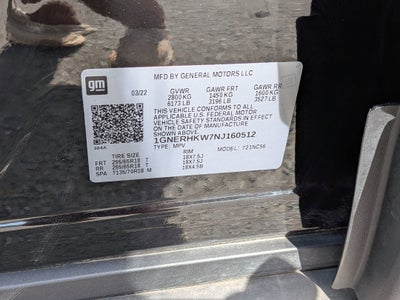 gm
MFD BY GENERAL MOTORS LLC
03/22 GVWR GAWR FRT GAWR RR
2800 KG 1450 KG 1600 KG
6173 LB 3196 LB 3527 LB
THIS VEHICLE CONFORMS TO ALL
APPLICABLE U.S. FEDERAL MOTOR
VEHICLE SAFETY STANDARDS IN EFFECT
ON THE DATE OF MANUFACTURE
SHOWN ABOVE.
1GNERHKW7NJ160512
TYPE: MPV MODEL: 721NC56
TIRE SIZE RIM
FRT 255/65R18 T 18X7.5J
RR 255/65R18 T 18X7.5J
SPA T135/70R18 M 18X4.5B